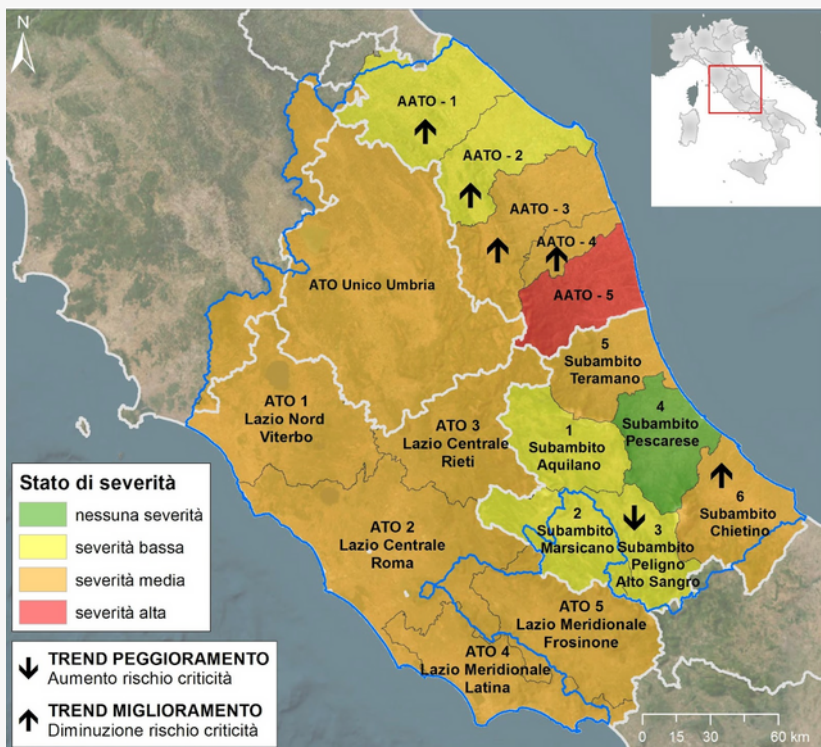 N
AATO - 1
AATO - 2
AATO - 3
AATO - 4
AATO - 5
ATO Unico Umbria
5
Subambito
Teramano
ATO 1
Lazio Nord
Viterbo
ATO 3
Lazio Centrale
Rieti
1
Subambito
Aquilano
4
Subambito
Pescarese
ATO 2
Lazio Centrale
Roma
2
Subambito
Marsicano
3
Subambito
Peligno
Alto Sangro
6
Subambito
Chietino
ATO 5
Lazio Meridionale
Frosinone
ATO 4
Lazio Meridionale
Latina
Stato di severità
nessuna severità
severità bassa
severità media
severità alta
TREND PEGGIORAMENTO
Aumento rischio criticità
TREND MIGLIORAMENTO
Diminuzione rischio criticità
0 15 30 60 km